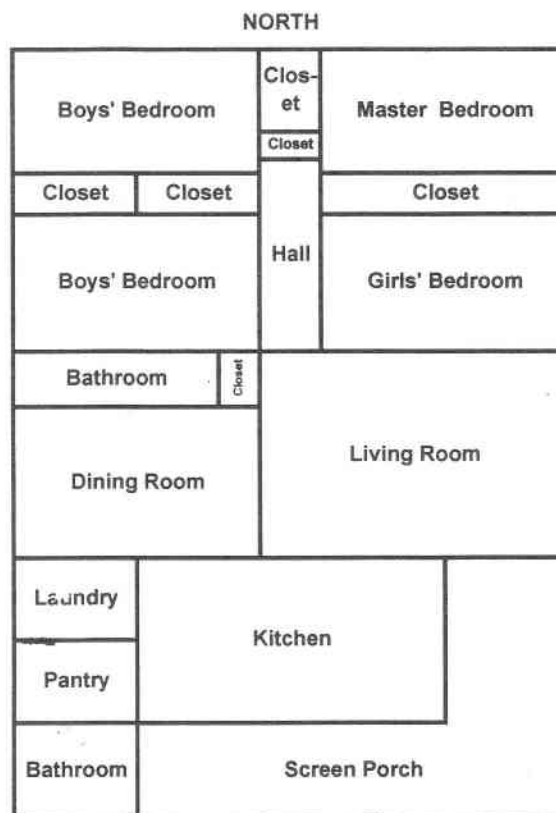 NORTH
Clos-
et
Boys' Bedroom
Master Bedroom
Closet
Closet
Closet
Closet
Hall
Boys' Bedroom
Girls' Bedroom
Bathroom
Closet
Living Room
Dining Room
Laundry
Kitchen
Pantry
Bathroom
Screen Porch